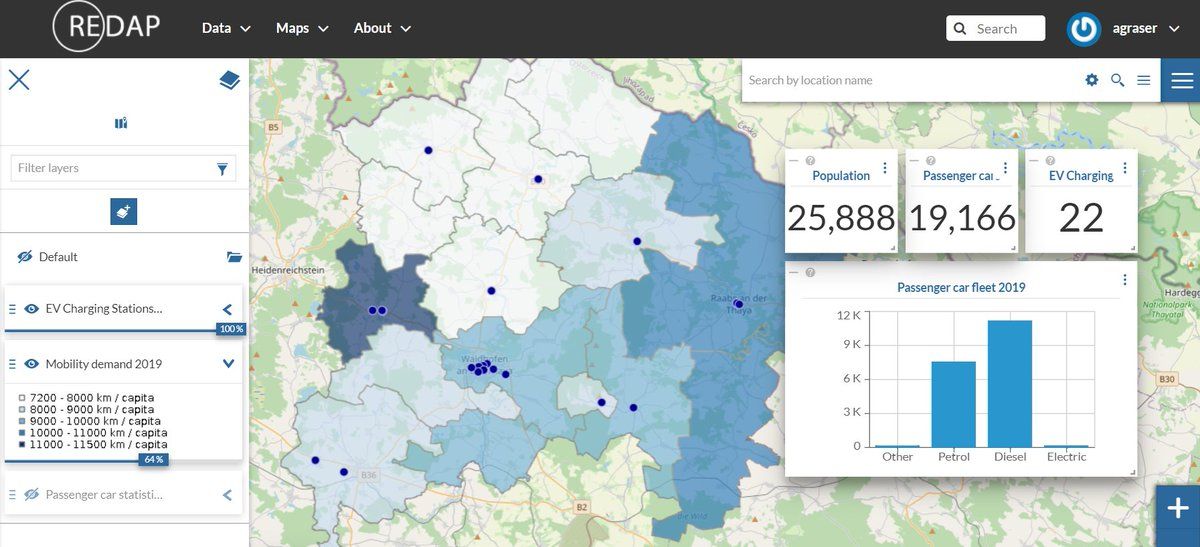 REDAP
Data
Maps
About
Search
agraser
Filter layers
Default
EV Charging Stations...
100 %
Mobility demand 2019
7200 - 8000 km / capita
8000 - 9000 km / capita
9000 - 10000 km / capita
10000 - 11000 km / capita
11000 - 11500 km / capita
64 %
Passenger car statisti...
Search by location name
B5
Heidenreichstein
Česko
Raabs an der
Thaya
Waidhofen
B36
B2
B30
Hardegg
Nationalpark
Thayatal
Population
25,888
Passenger car...
19,166
EV Charging
22
Passenger car fleet 2019
12 K
9 K
6 K
3 K
0
Other
Petrol
Diesel
Electric